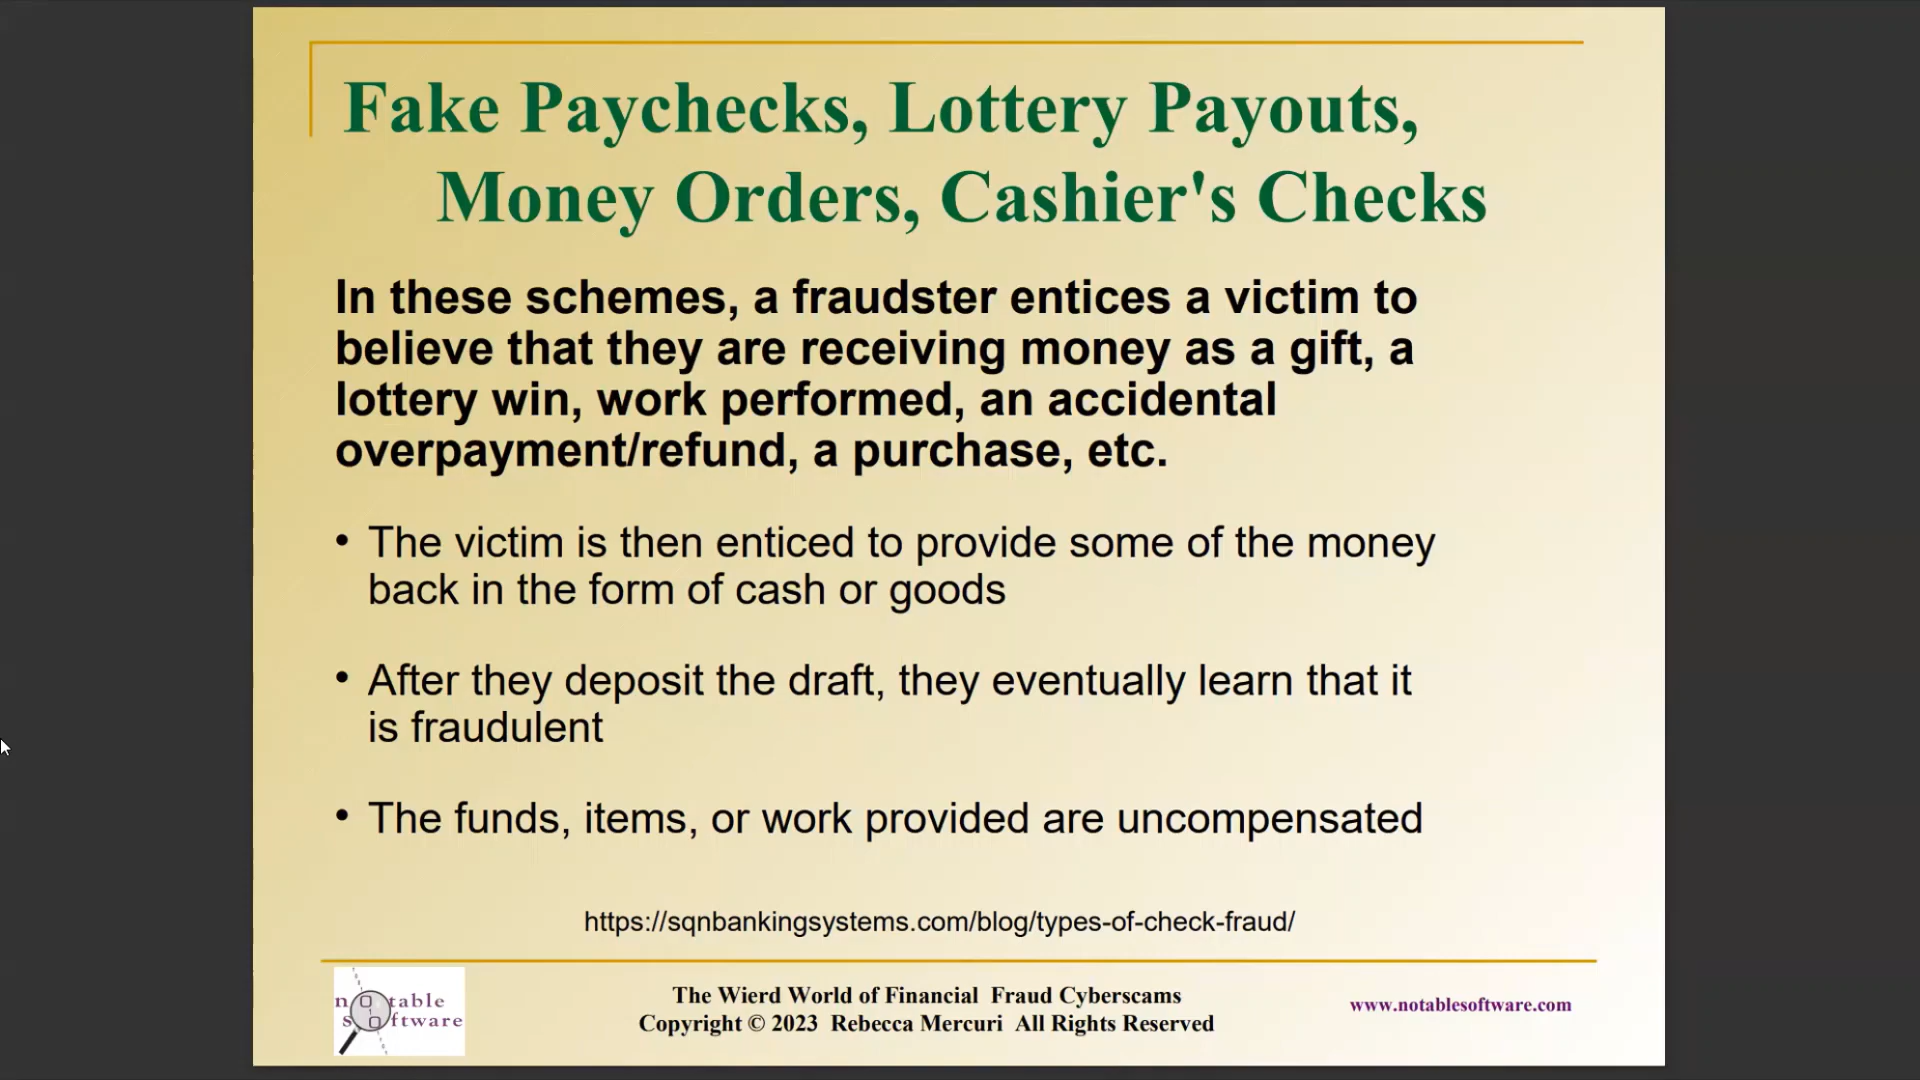 Fake Paychecks, Lottery Payouts,
Money Orders, Cashier's Checks
In these schemes, a fraudster entices a victim to
believe that they are receiving money as a gift, a
lottery win, work performed, an accidental
overpayment/refund, a purchase, etc.
• The victim is then enticed to provide some of the money
back in the form of cash or goods
• After they deposit the draft, they eventually learn that it
is fraudulent
• The funds, items, or work provided are uncompensated
https://sqnbankingsystems.com/blog/types-of-check-fraud/
notable
software
The Wierd World of Financial Fraud Cyberscams
Copyright © 2023 Rebecca Mercuri All Rights Reserved
www.notablesoftware.com